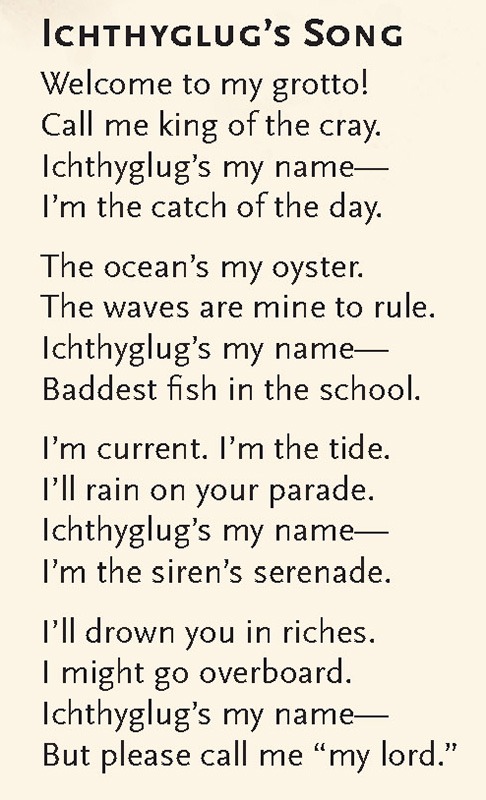 Ichthyglug’s Song
Welcome to my grotto!
Call me king of the cray.
Ichthyglug’s my name—
I’m the catch of the day.
The ocean’s my oyster.
The waves are mine to rule.
Ichthyglug’s my name—
Baddest fish in the school.
I’m current. I’m the tide.
I’ll rain on your parade.
Ichthyglug’s my name—
I’m the siren’s serenade.
I’ll drown you in riches.
I might go overboard.
Ichthyglug’s my name—
But please call me “my lord.”